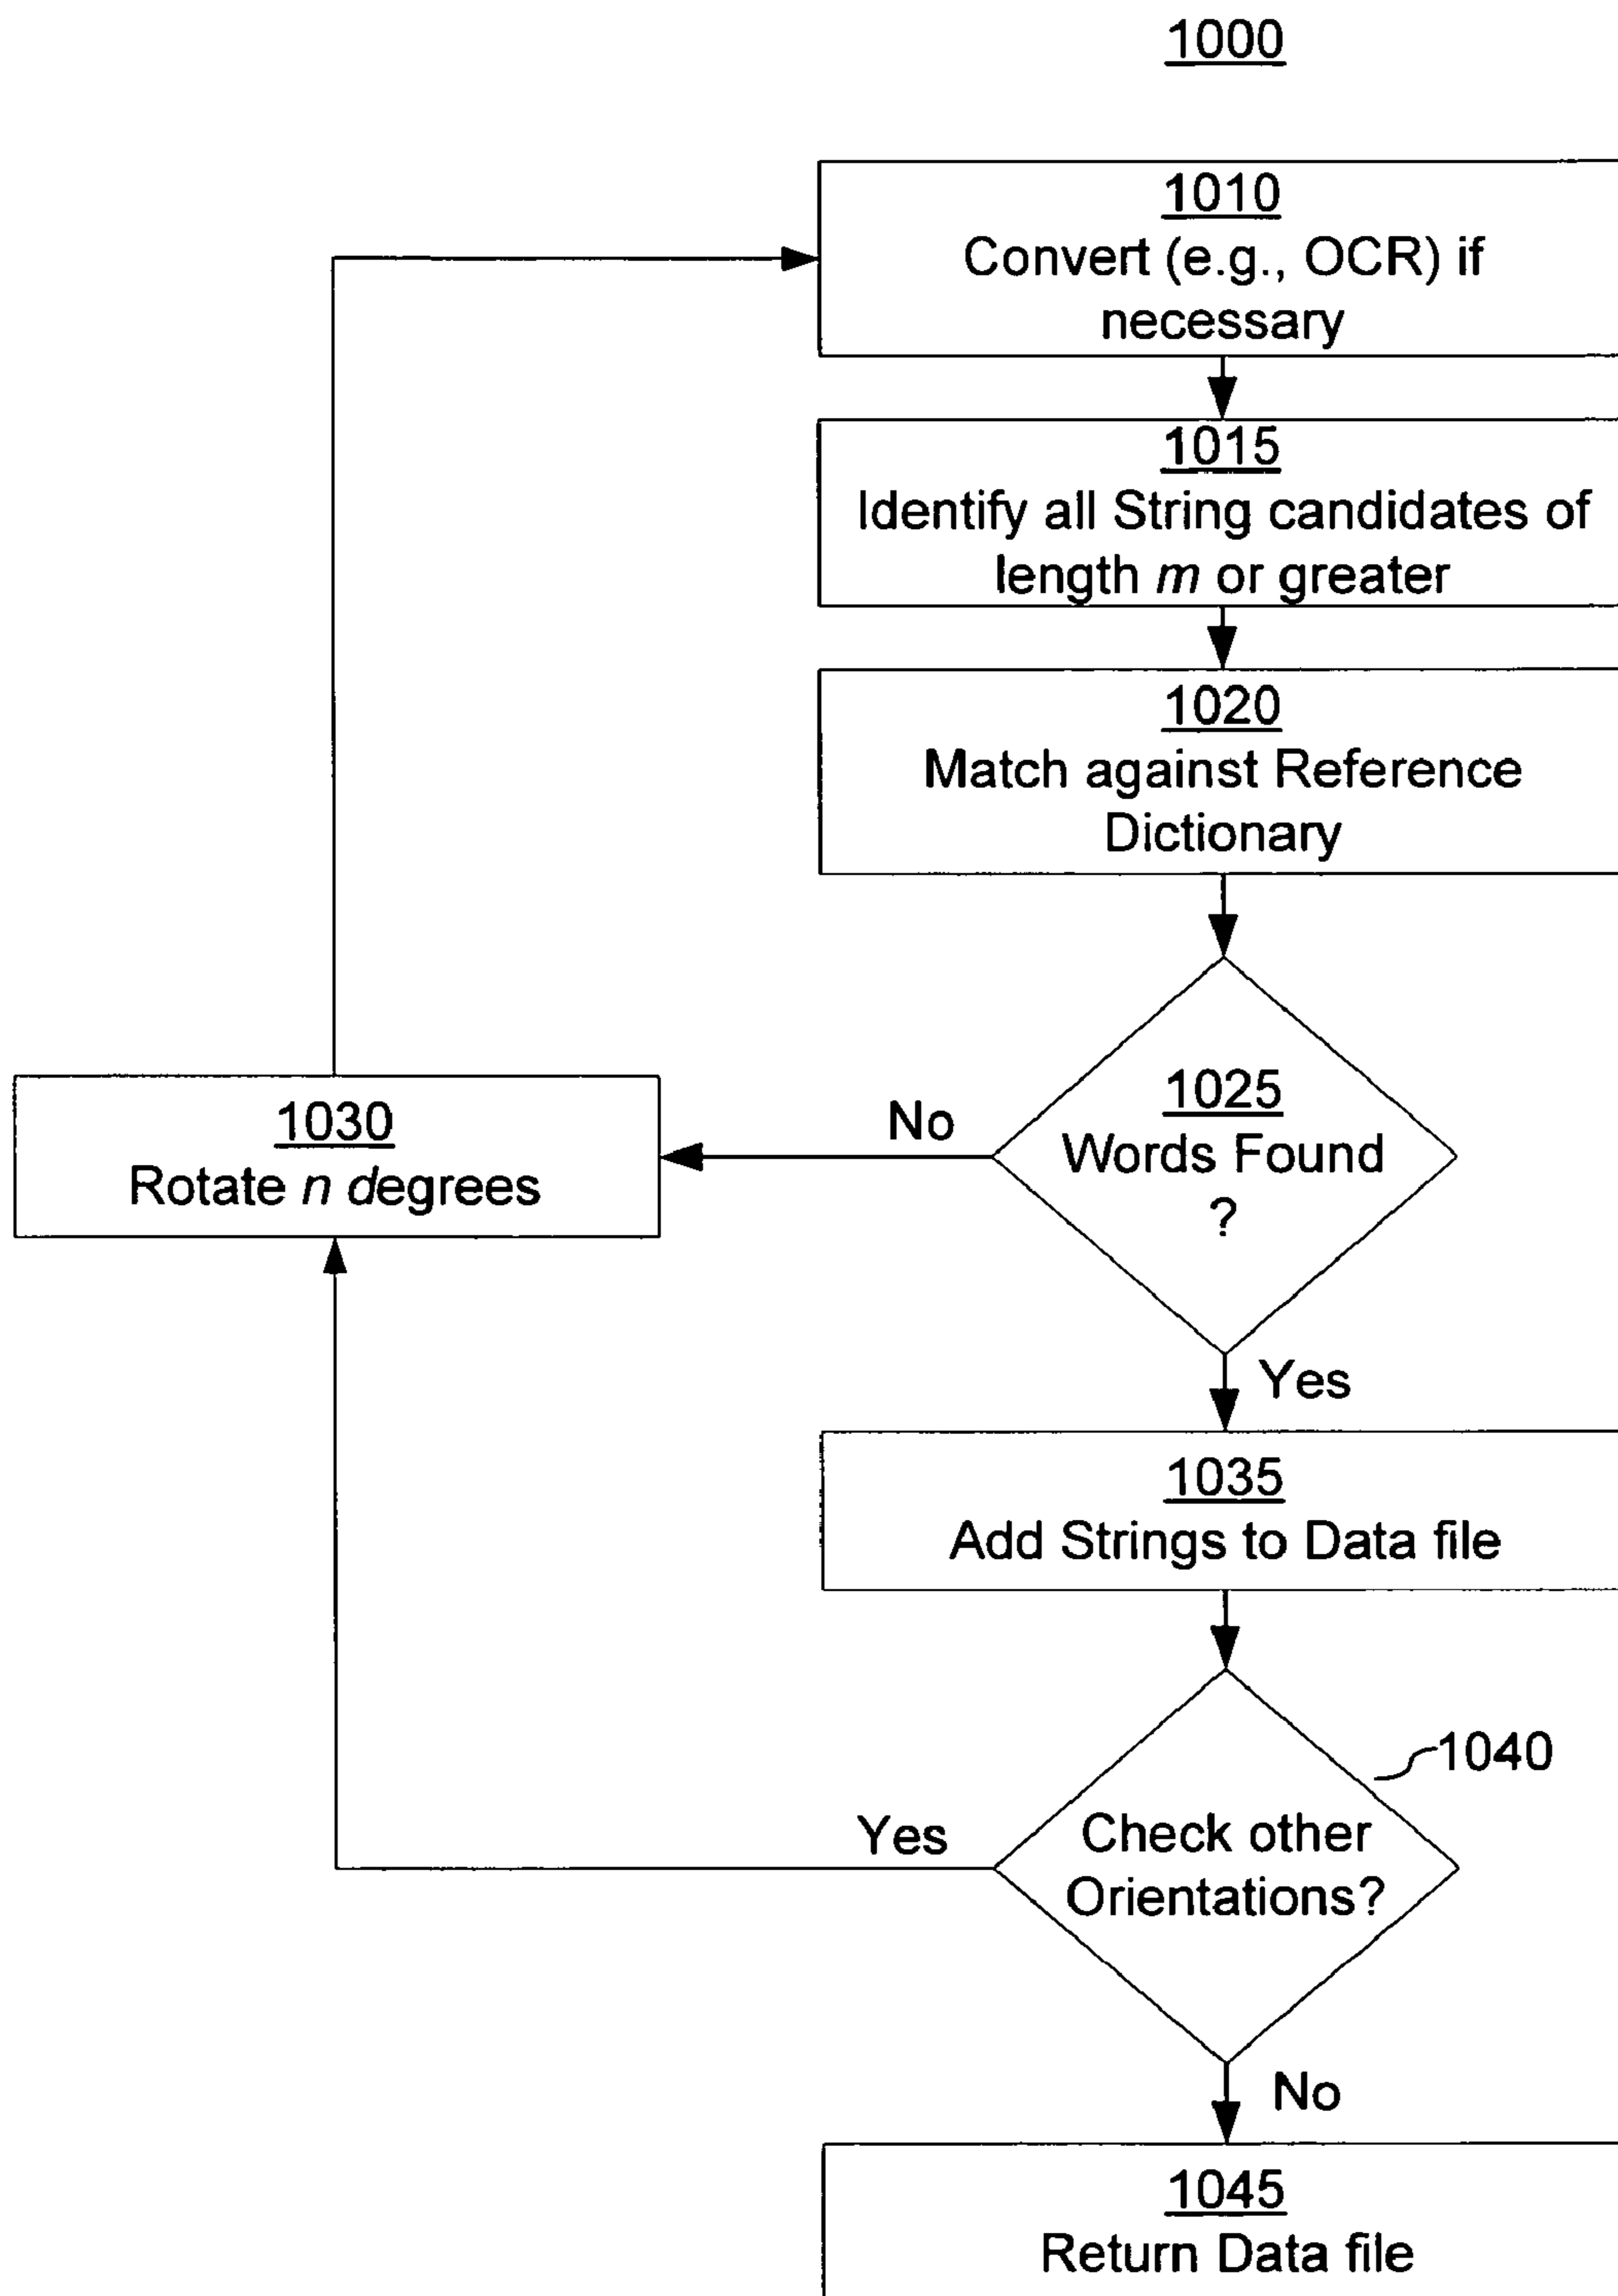 1000
1010
Convert (e.g., OCR) if
necessary
1015
Identify all String candidates of
length m or greater
1020
Match against Reference
Dictionary
1025
Words Found
?
No
1030
Rotate n degrees
Yes
1035
Add Strings to Data file
1040
Check other
Orientations?
Yes
No
1045
Return Data file